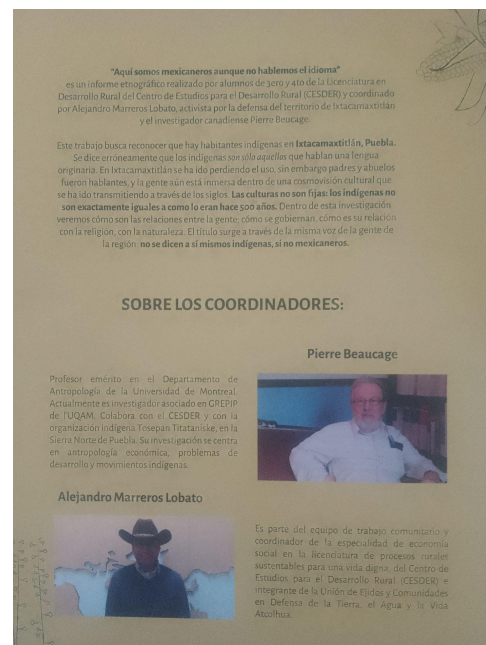 "Aquí somos mexicaneros aunque no hablemos el idioma"
es un informe etnográfico realizado por alumnos de 3ero y 4to de la Licenciatura en
Desarrollo Rural del Centro de Estudios para el Desarrollo Rural (CESDER) y coordinado
por Alejandro Marreros Lobato, activista por la defensa del territorio de Ixtacamaxtitlán
y el investigador canadiense Pierre Beucage.
Este trabajo busca reconocer que hay habitantes indígenas en Ixtacamaxtitlán, Puebla.
Se dice erróneamente que los indígenas son sólo aquellos que hablan una lengua
originaria. En Ixtacamaxtitlán se ha ido perdiendo el uso, sin embargo padres y abuelos
fueron hablantes, y la gente aún está inmersa dentro de una cosmovisión cultural que
se ha ido transmitiendo a través de los siglos. Las culturas no son fijas: los indígenas no
son exactamente iguales a como lo eran hace 500 años. Dentro de esta investigación
veremos cómo son las relaciones entre la gente, cómo se gobiernan, cómo es su relación
con la religión, con la naturaleza. El título surge a través de la misma voz de la gente de
la región: no se dicen a sí mismos indígenas, si no mexicaneros.
SOBRE LOS COORDINADORES:
Pierre Beaucage
Profesor emérito en el Departamento de
Antropología de la Universidad de Montreal.
Actualmente es investigador asociado en CREPIP
de l'UQAM. Colabora con el CESDER y con la
organización indígena Tosepan Titataniske, en la
Sierra Norte de Puebla. Su investigación se centra
en antropología económica, problemas de
desarrollo y movimientos indígenas.
Alejandro Marreros Lobato
Es parte del equipo de trabajo comunitario y
coordinador de la especialidad de economía
social en la licenciatura de procesos rurales
sustentables para una vida digna, del Centro de
Estudios para el Desarrollo Rural (CESDER) e
integrante de la Unión de Ejidos y Comunidades
en Defensa de la Tierra, el Agua y la Vida
Atcolhua.